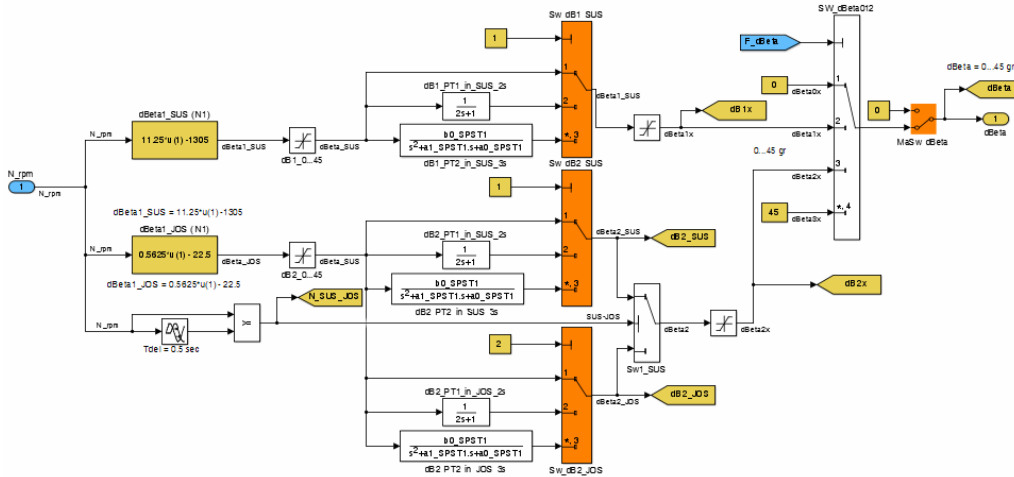 Sw_dB1_SUS
SW_dBeta012
1
F_dBeta
dB1_PT1_in_SUS_2s
1
dBeta = 0...45 gr
dBeta1_SUS (N1)
1
2s+1
2
dBeta1_SUS
dB1x
0
dBeta0x
1
0
dBeta
N_rpm
11.25*u(1) -1305
dBeta1_SUS
dBeta_SUS
dB1_0...45
b0_SPST1
s²+a1_SPST1.s+a0_SPST1
*, 3
dBeta1x
dBeta1x
2
1
dBeta
MaSw dBeta
dB1_PT2_in_SUS_3s
Sw dB2 SUS
0...45 gr
N_rpm
1
N_rpm
1
3
dBeta2x
dBeta1_SUS = 11.25*u(1) -1305
dBeta1_JOS (N1)
dB2_PT1_in_SUS_2s
1
dBeta2_SUS
45
dBeta3x
*, 4
N_rpm
0.5625*u(1) - 22.5
dBeta_JOS
dBeta_SUS
dB2_0...45
1
2s+1
2
dB2_SUS
dBeta1_JOS = 0.5625*u(1) - 22.5
b0_SPST1
s²+a1_SPST1.s+a0_SPST1
*, 3
dB2x
N_SUS_JOS
dB2 PT2 in SUS 3s
N_rpm
>=
SUS-JOS
dBeta2
dBeta2x
Tdel = 0.5 sec
2
Sw1_SUS
dB2_PT1_in_JOS_2s
1
dB2_JOS
dBeta2_JOS
1
2s+1
2
b0_SPST1
s²+a1_SPST1.s+a0_SPST1
*, 3
dB2 PT2 in JOS 3s
Sw_dB2_JOS